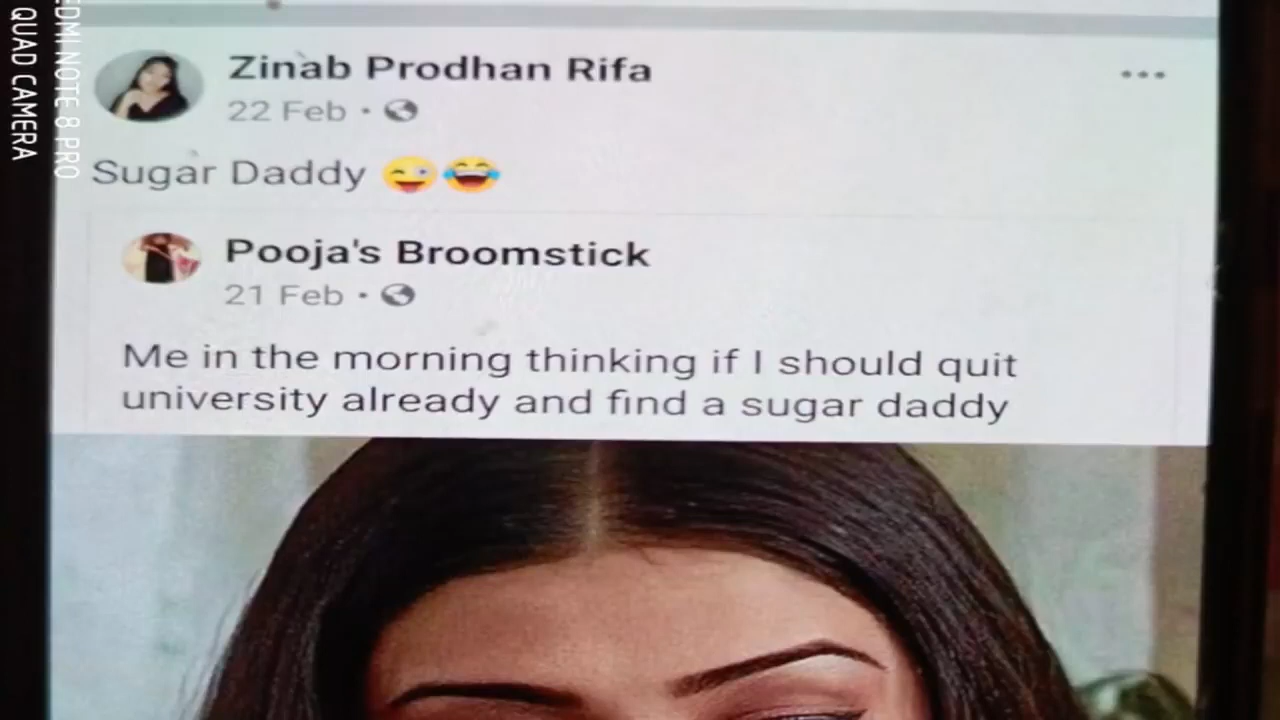 Zinab Prodhan Rifa
22 Feb ·
Sugar Daddy 😜😂
Pooja's Broomstick
21 Feb ·
Me in the morning thinking if I should quit
university already and find a sugar daddy
EDMI NOTE 8 PRO
QUAD CAMERA